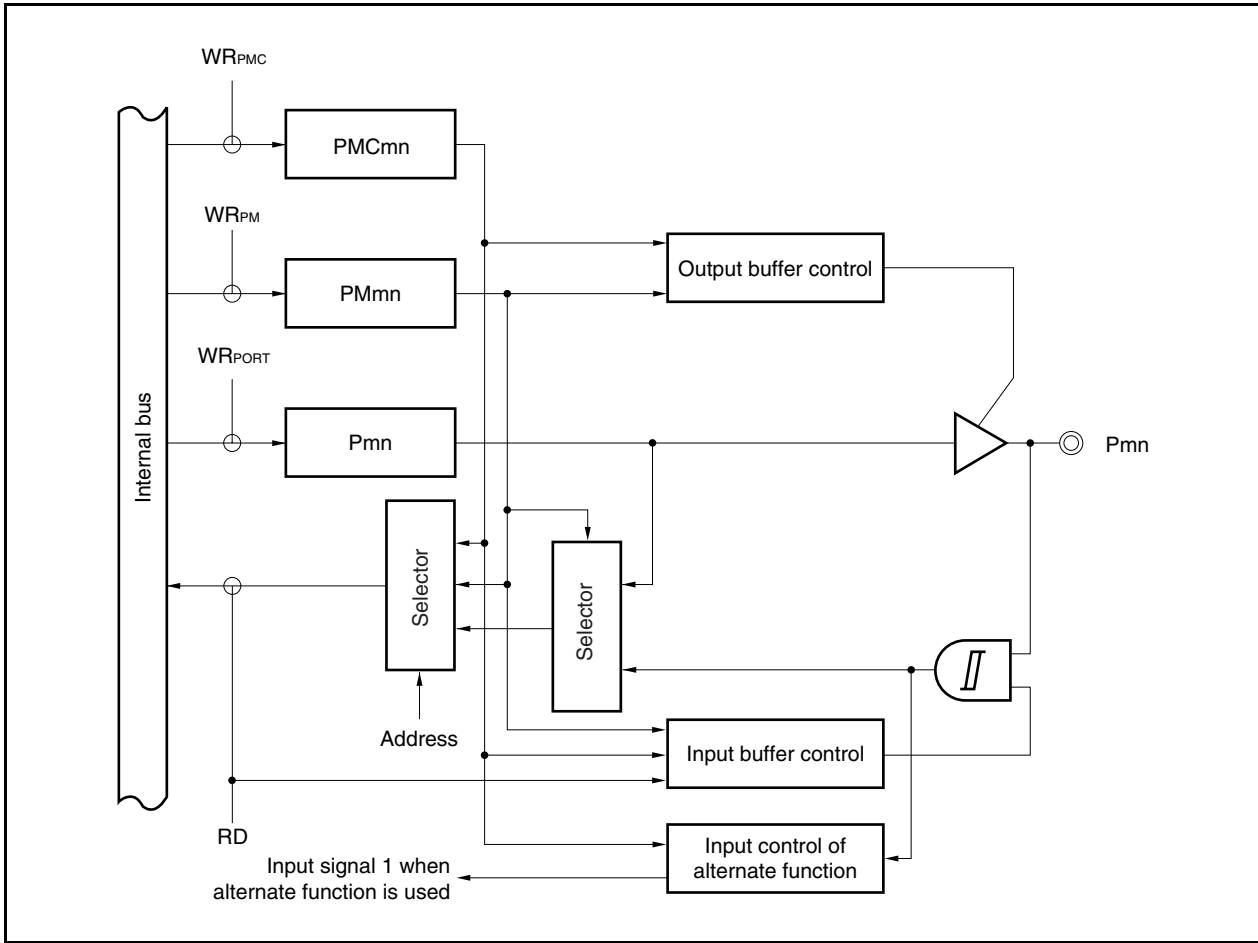 WRPMC
PMCmn
WRPM
PMmn
Output buffer control
WRPORT
Pmn
Pmn
Internal bus
Selector
Selector
Address
Input buffer control
RD
Input control of
alternate function
Input signal 1 when
alternate function is used